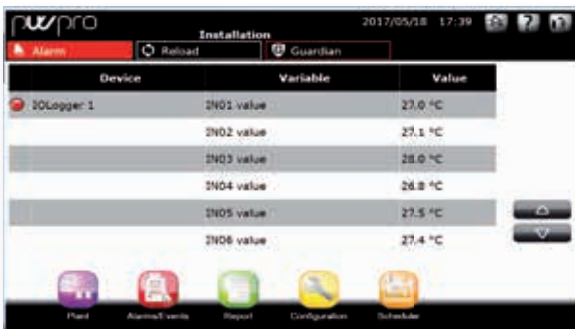 pwpro
Installation
2017/05/18 17:39
Alarm Reload Guardian
Device Variable Value
IOLogger 1 IN01 value 27.0 °C
IN02 value 27.1 °C
IN03 value 28.0 °C
IN04 value 26.8 °C
IN05 value 27.5 °C
IN06 value 27.4 °C
Plant Alarms/Events Report Configuration Scheduler